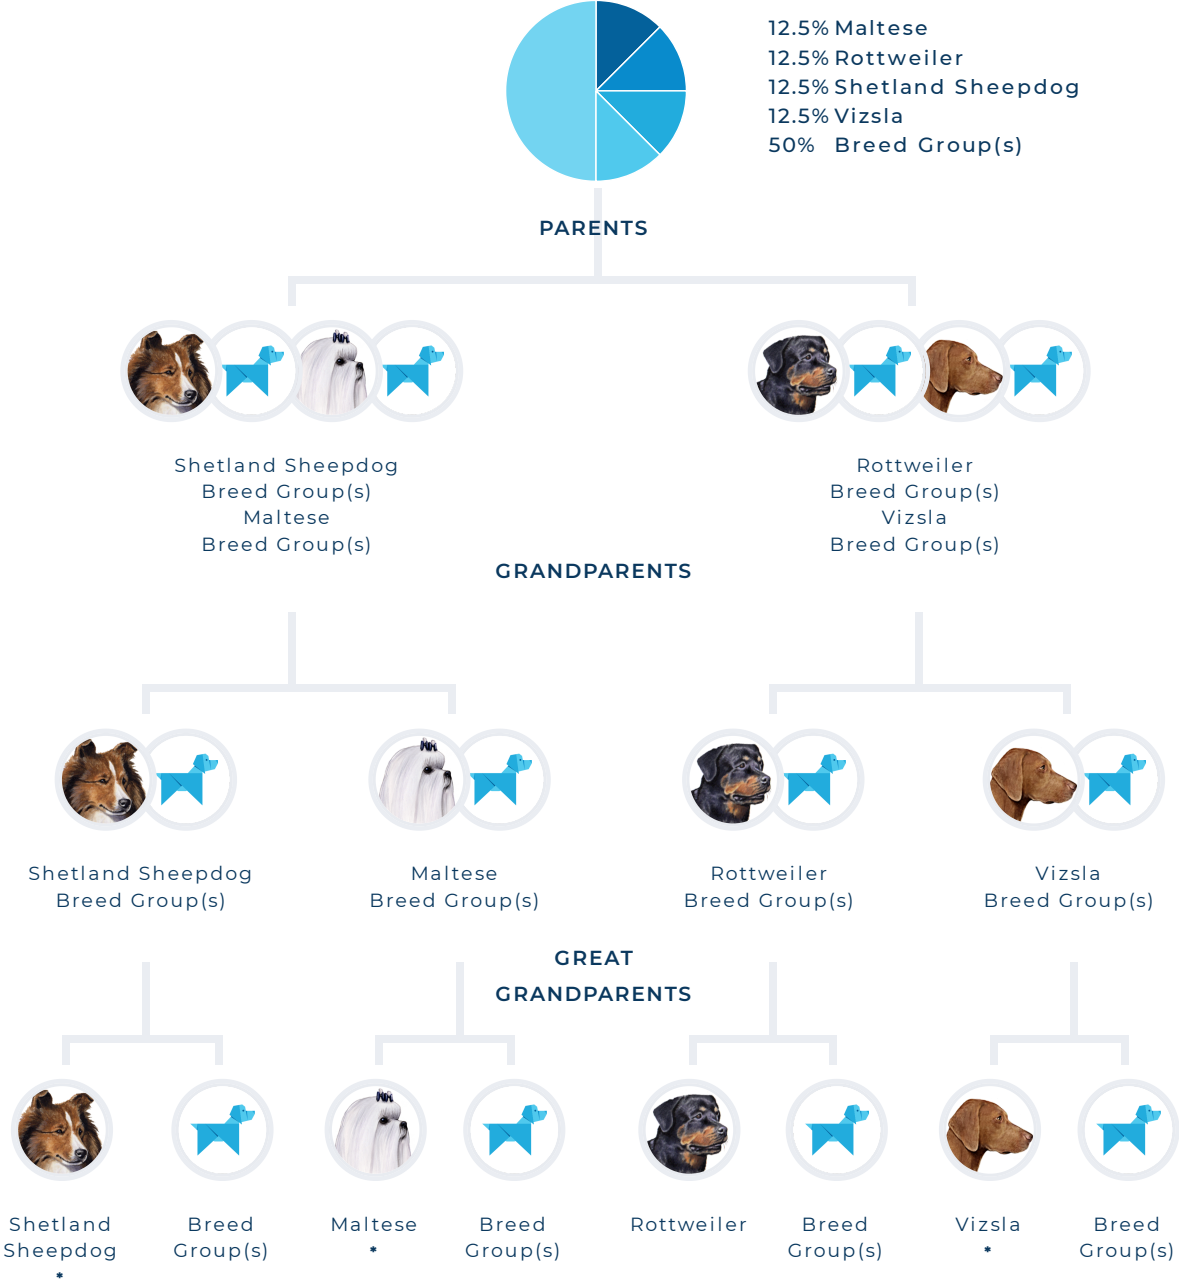 12.5% Maltese
12.5% Rottweiler
12.5% Shetland Sheepdog
12.5% Vizsla
50% Breed Group(s)
PARENTS
Shetland Sheepdog
Breed Group(s)
Maltese
Breed Group(s)
Rottweiler
Breed Group(s)
Vizsla
Breed Group(s)
GRANDPARENTS
Shetland Sheepdog
Breed Group(s)
Maltese
Breed Group(s)
Rottweiler
Breed Group(s)
Vizsla
Breed Group(s)
GREAT
GRANDPARENTS
Shetland
Sheepdog
*
Breed
Group(s)
Maltese
*
Breed
Group(s)
Rottweiler
Breed
Group(s)
Vizsla
*
Breed
Group(s)